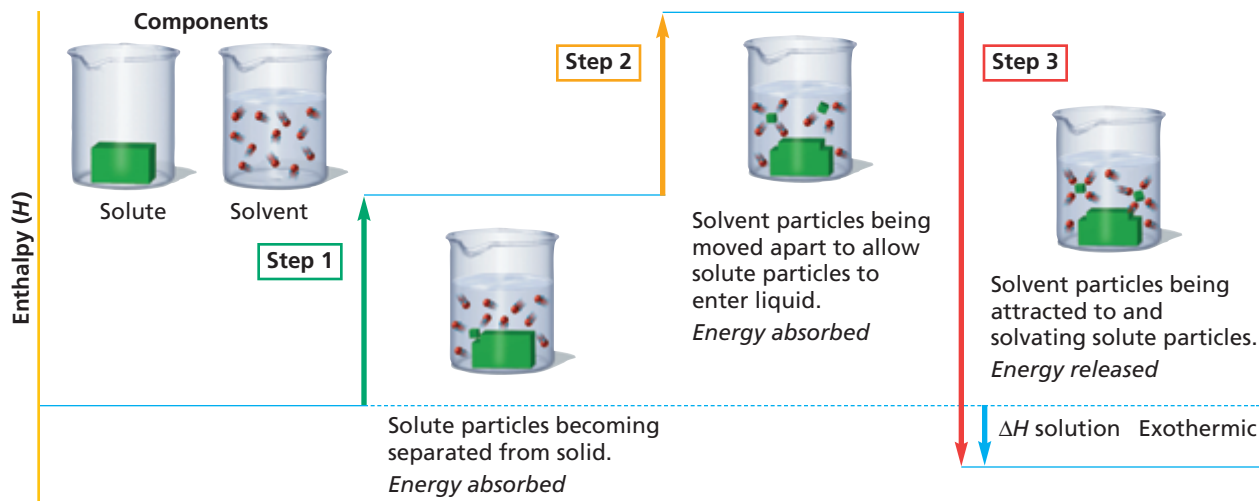 Components
Solute
Solvent
Enthalpy (H)
Step 1
Solute particles becoming
separated from solid.
Energy absorbed
Step 2
Solvent particles being
moved apart to allow
solute particles to
enter liquid.
Energy absorbed
Step 3
Solvent particles being
attracted to and
solvating solute particles.
Energy released
ΔH solution Exothermic